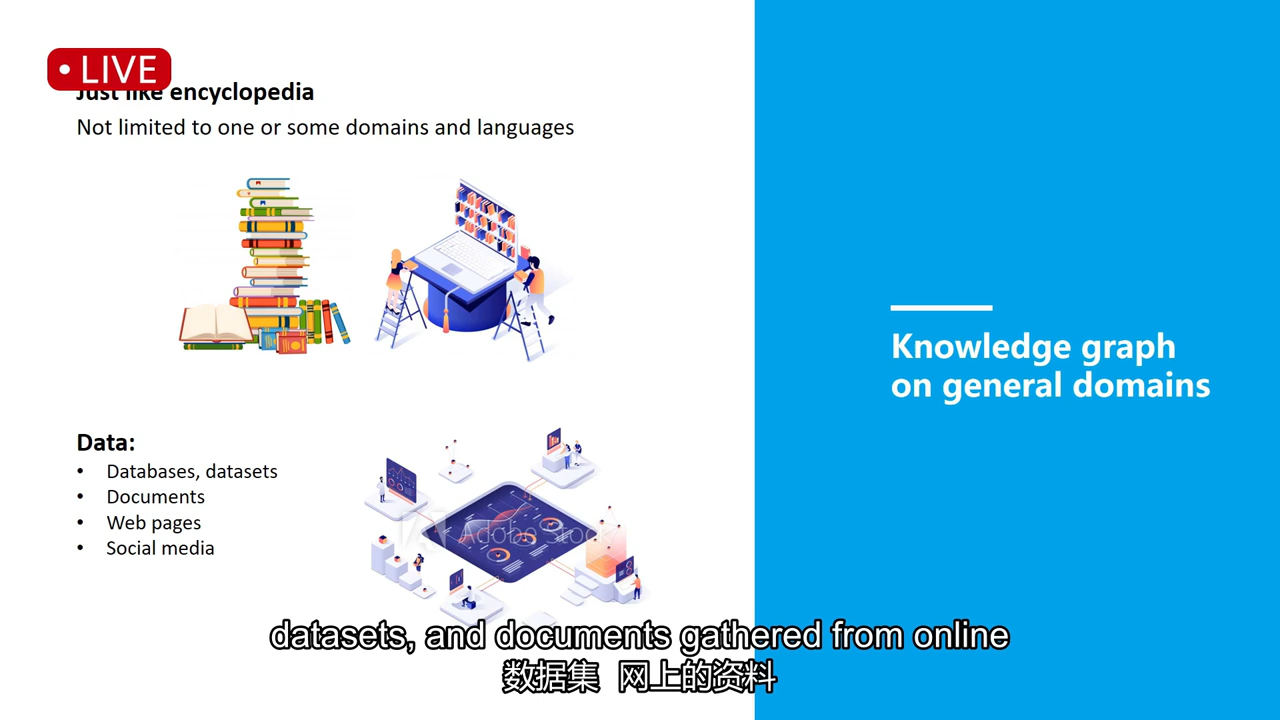 • LIVE
Just like encyclopedia
Not limited to one or some domains and languages
Data:
• Databases, datasets
• Documents
• Web pages
• Social media
Adobe Stock
Knowledge graph
on general domains
datasets, and documents gathered from online
数据集 网上的资料